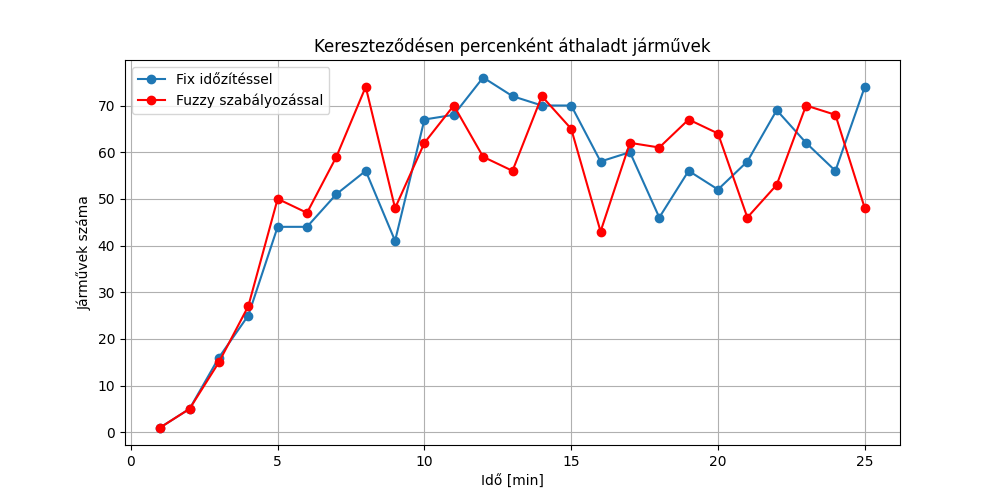 Kereszteződésen percenként áthaladt járművek
Fix időzítéssel
Fuzzy szabályozással
Járművek száma
70
60
50
40
30
20
10
0
0 5 10 15 20 25
Idő [min]